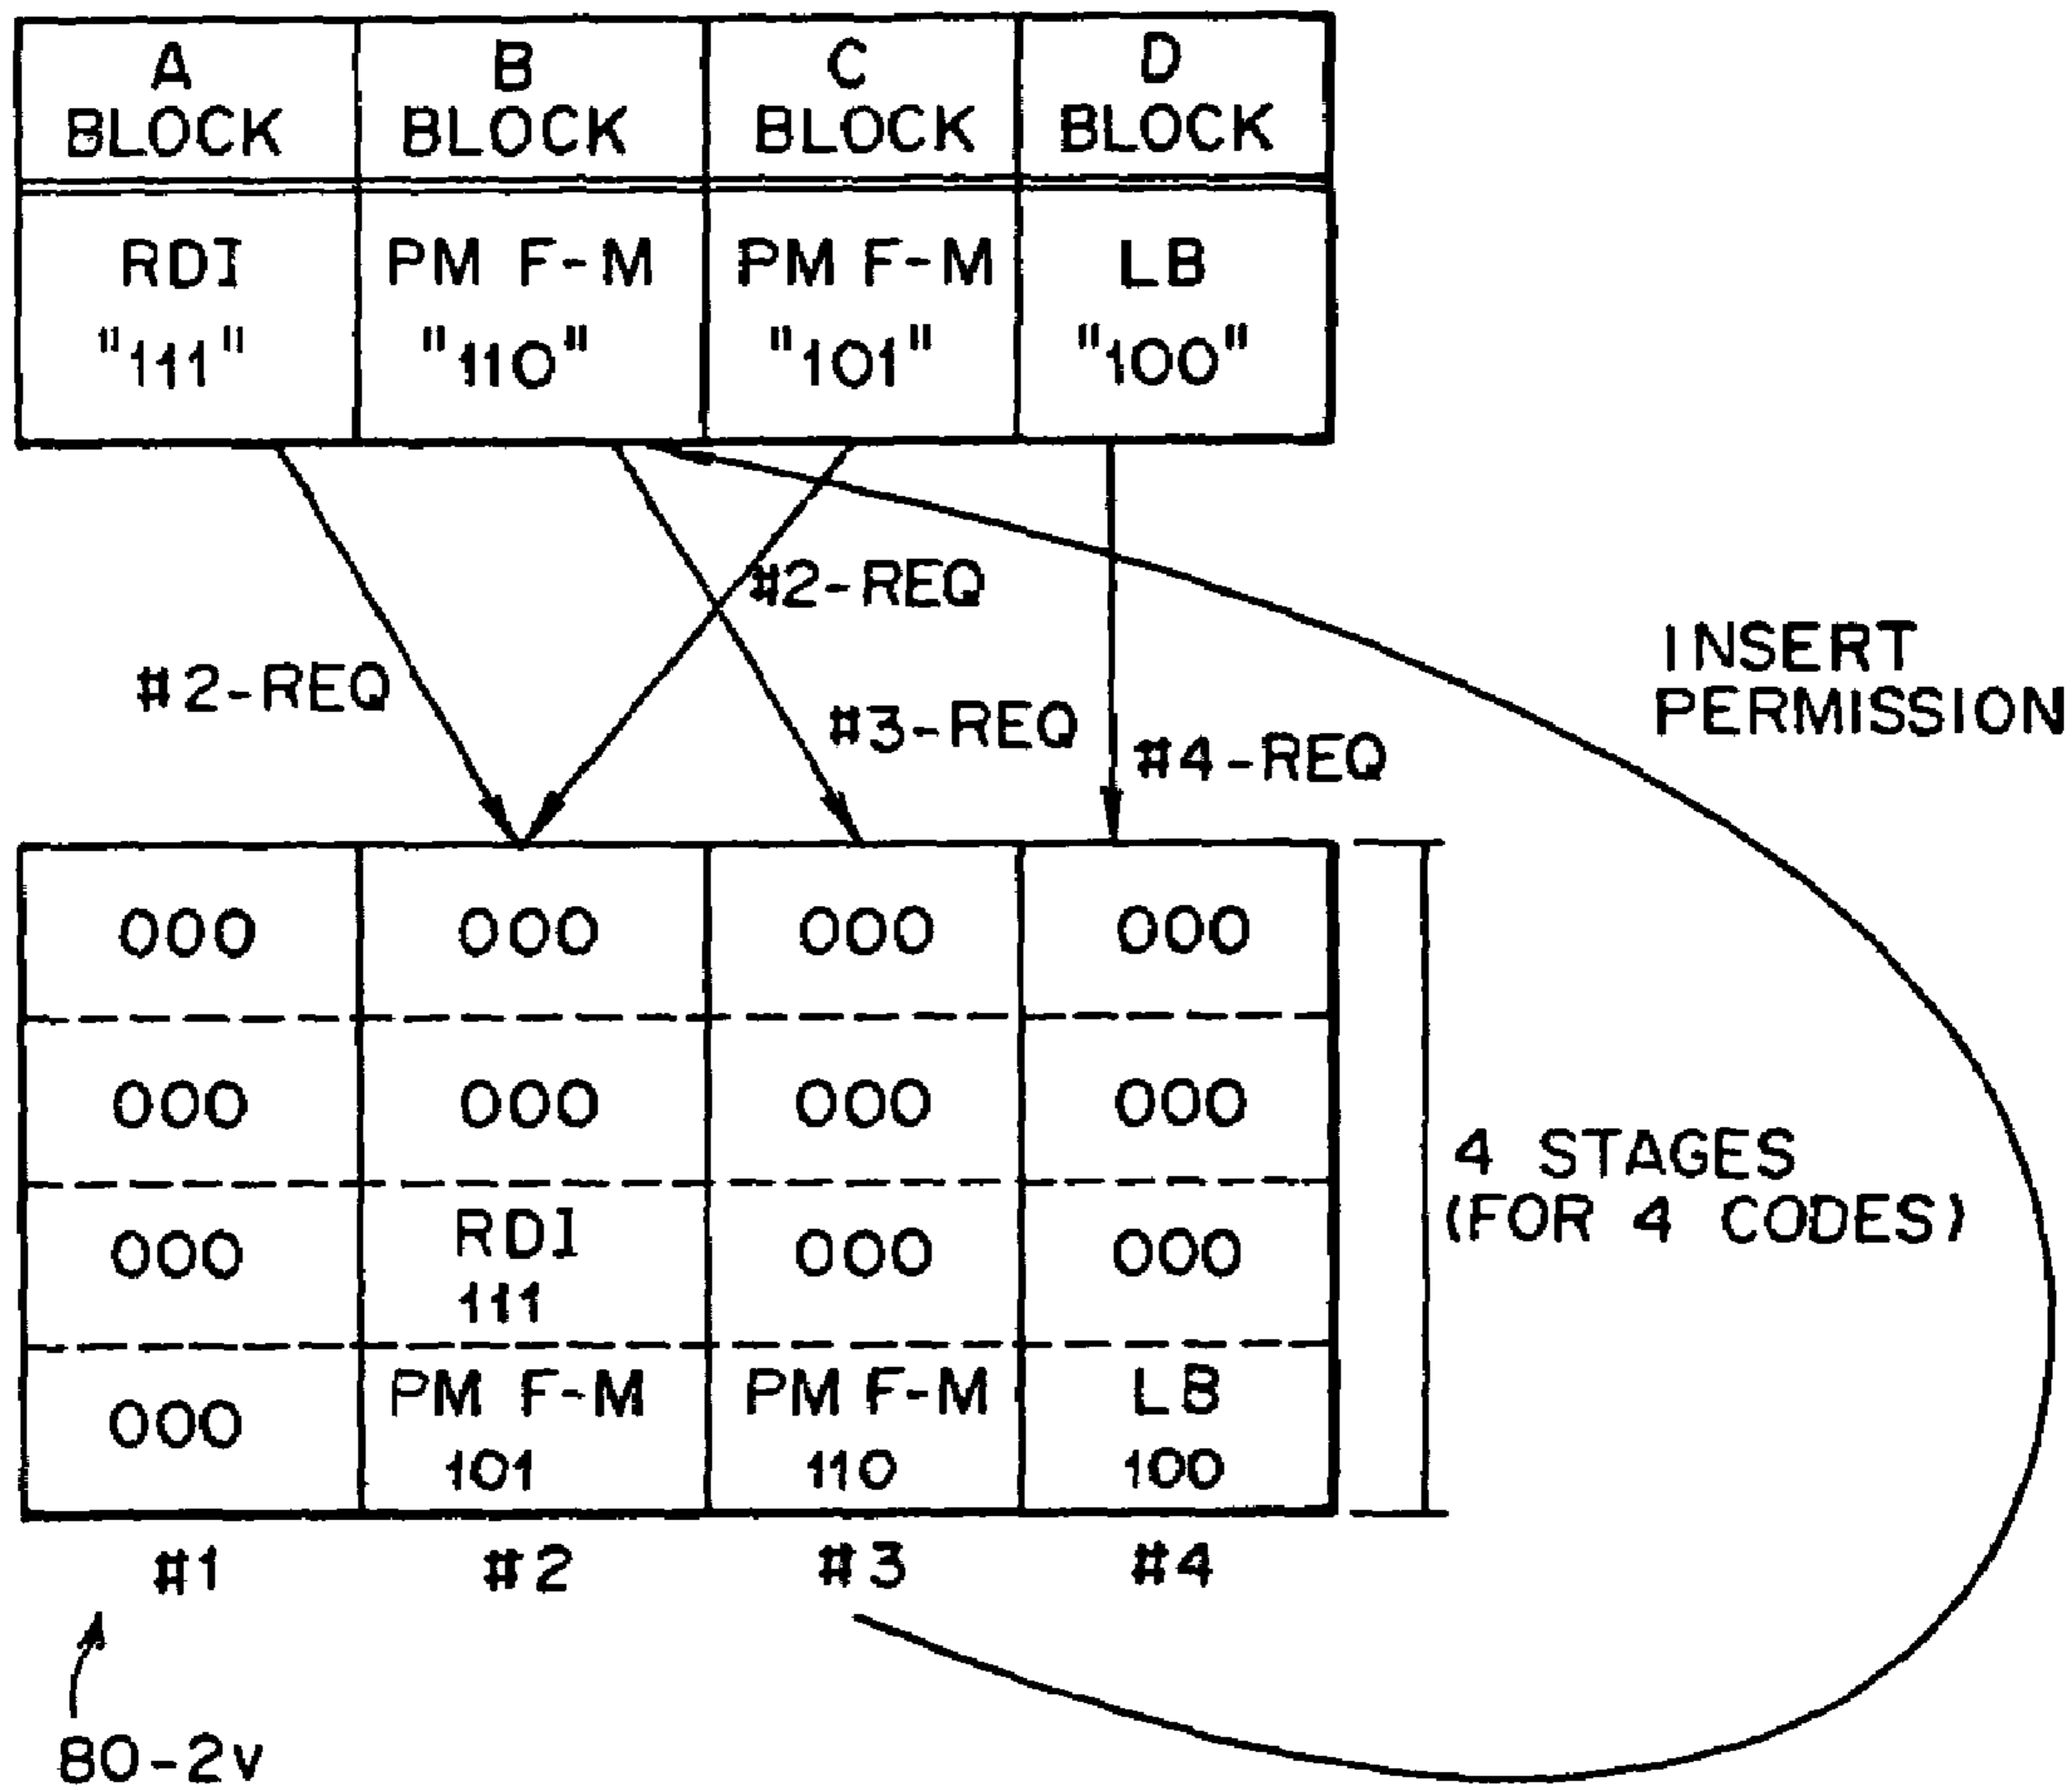 A B C D
BLOCK BLOCK BLOCK BLOCK
RDI PM F-M PM F-M LB
"111" "110" "101" "100"
#2-REQ
#2-REQ
#3-REQ
#4-REQ
INSERT
PERMISSION
000 000 000 000
000 000 000 000
000 RDI 000 000
111
000 PM F-M PM F-M LB
101 110 100
4 STAGES
(FOR 4 CODES)
#1 #2 #3 #4
80-2v